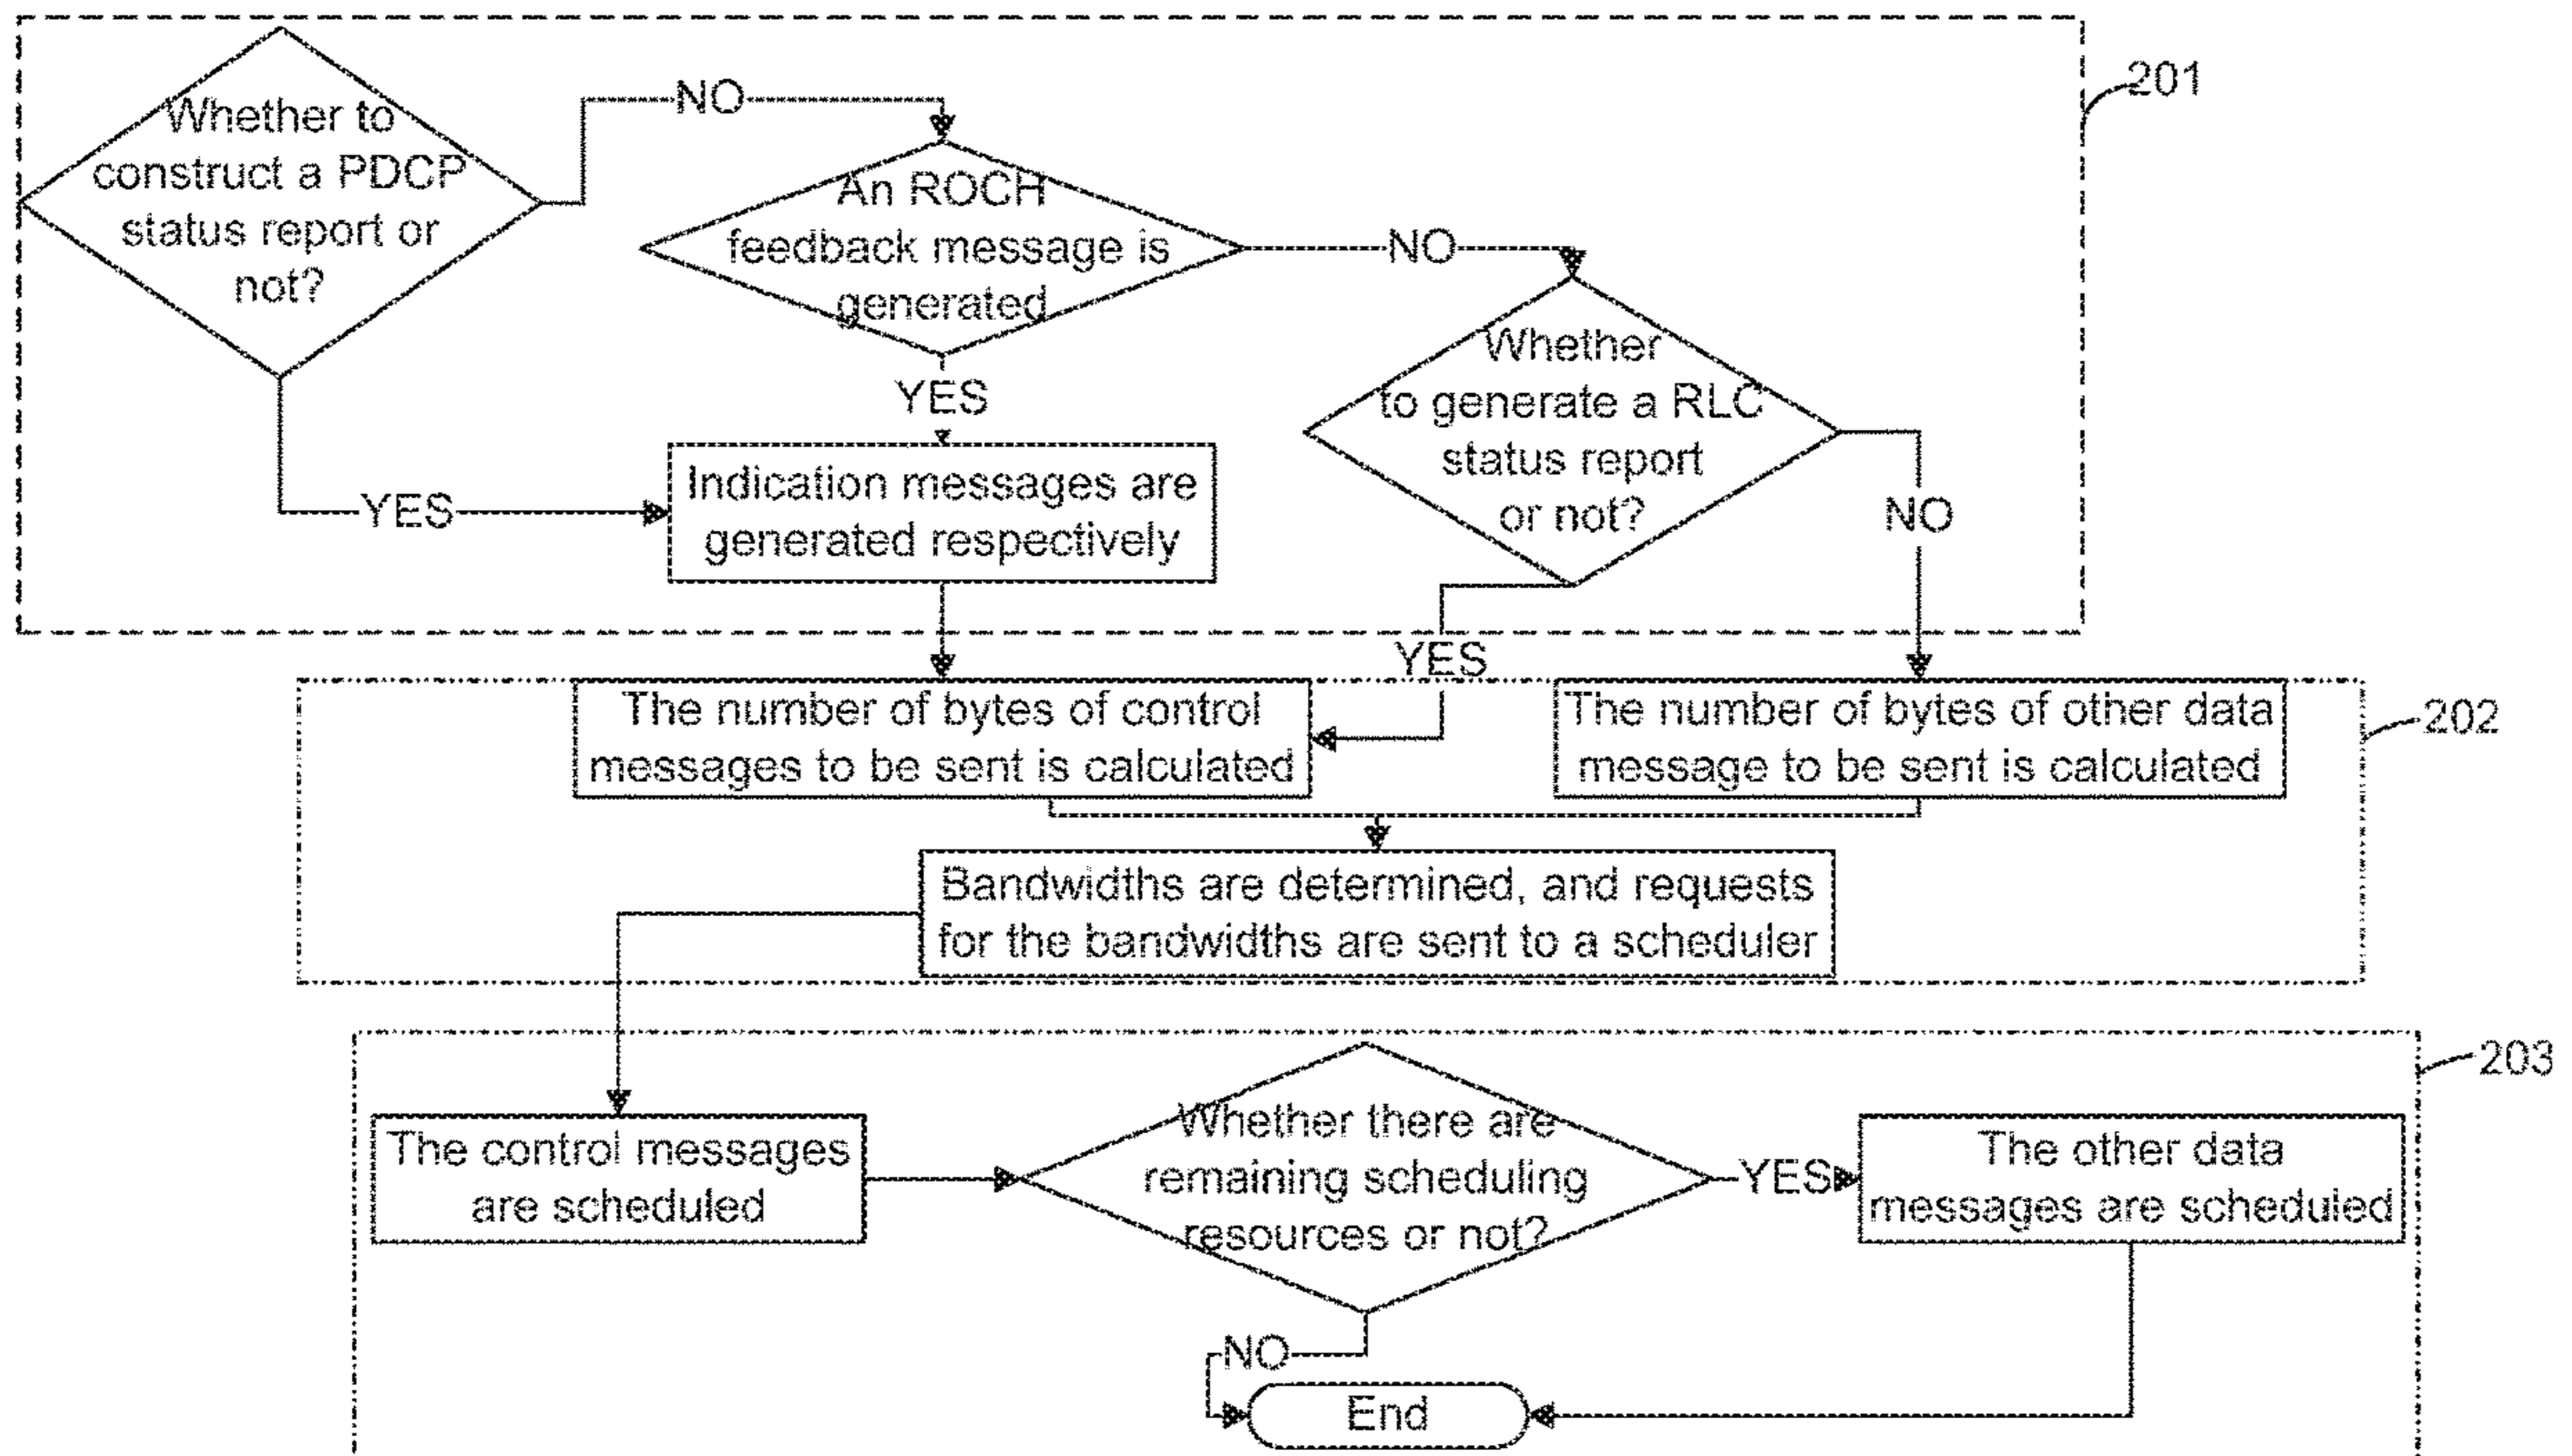 201
Whether to
construct a PDCP
status report or
not?
NO
An ROCH
feedback message is
generated
NO
YES
Whether
to generate a RLC
status report
or not?
YES
Indication messages are
generated respectively
NO
YES
The number of bytes of control
messages to be sent is calculated
The number of bytes of other data
message to be sent is calculated
202
Bandwidths are determined, and requests
for the bandwidths are sent to a scheduler
203
The control messages
are scheduled
Whether there are
remaining scheduling
resources or not?
YES
The other data
messages are scheduled
NO
End